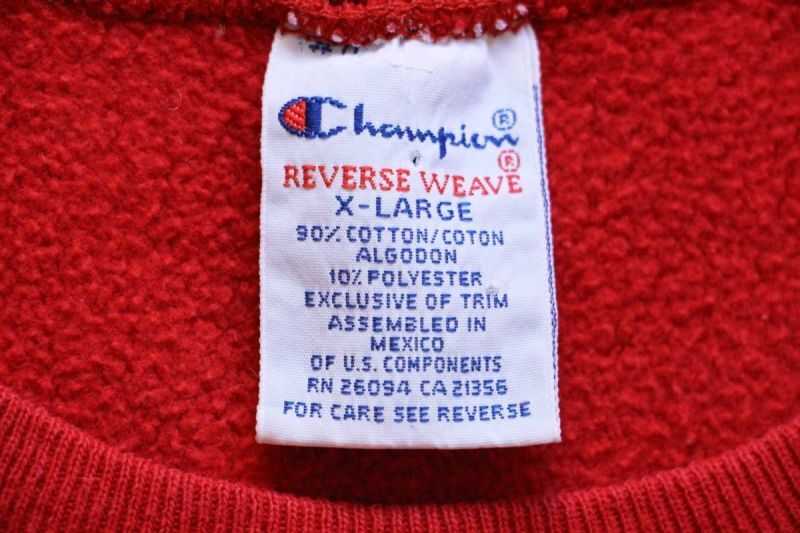 Champion®
REVERSE WEAVE®
X-LARGE
90% COTTON/COTON
ALGODON
10% POLYESTER
EXCLUSIVE OF TRIM
ASSEMBLED IN
MEXICO
OF U.S. COMPONENTS
RN 26094 CA 21356
FOR CARE SEE REVERSE